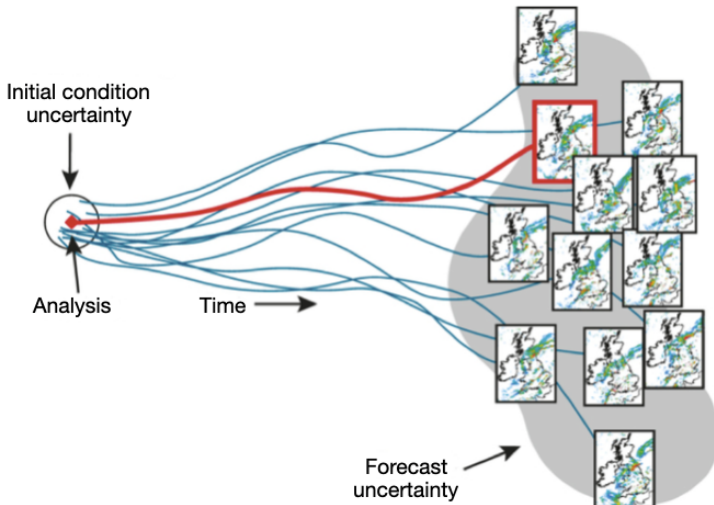 Initial condition
uncertainty
Analysis
Time
Forecast
uncertainty